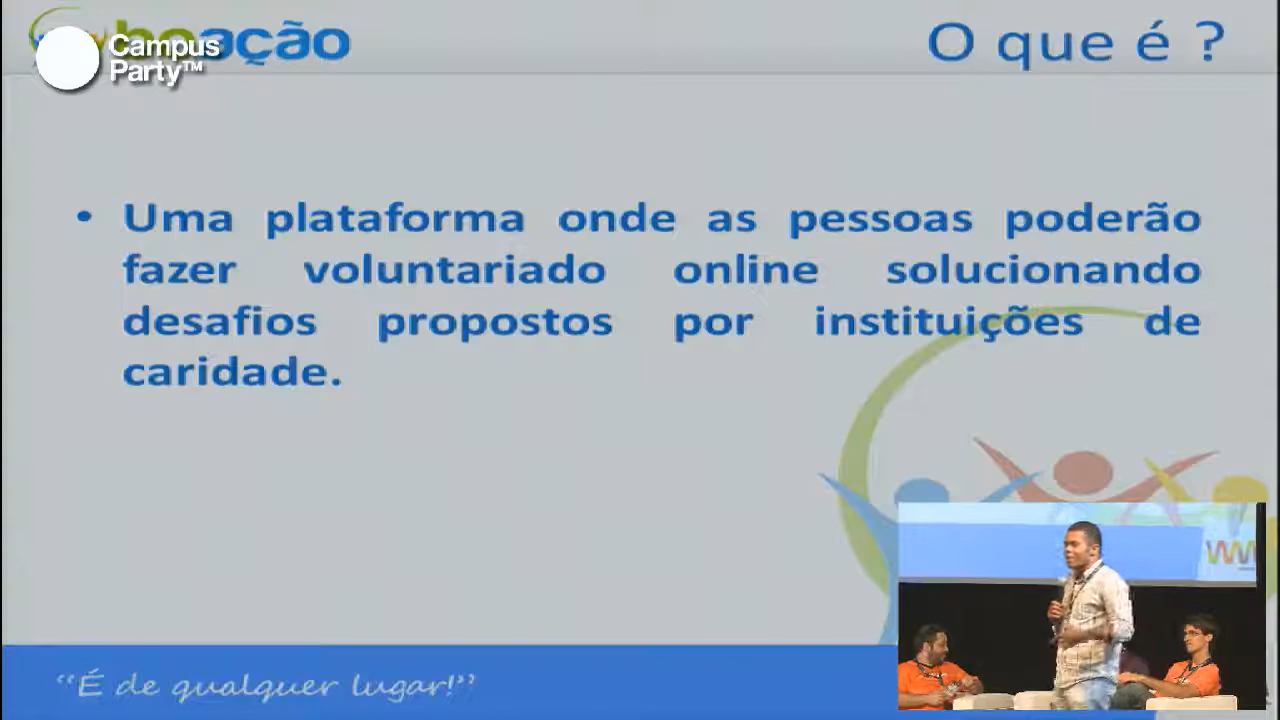 boação
Campus
Party™
O que é ?
• Uma plataforma onde as pessoas poderão
fazer voluntariado online solucionando
desafios propostos por instituições de
caridade.
“É de qualquer lugar!”